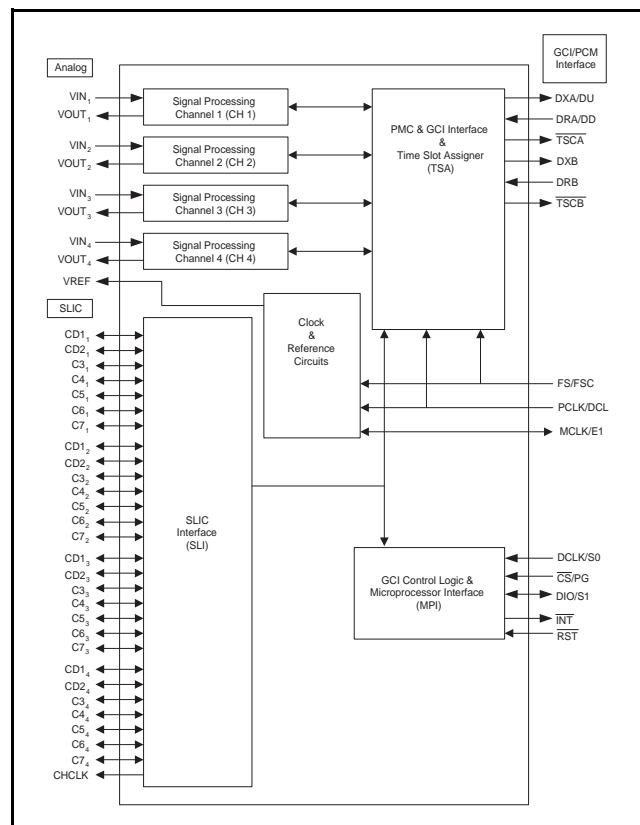 GCI/PCM
Interface
Analog
VIN₁
VOUT₁
VIN₂
VOUT₂
VIN₃
VOUT₃
VIN₄
VOUT₄
VREF
SLIC
CD1₁
CD2₁
C3₁
C4₁
C5₁
C6₁
C7₁
CD1₂
CD2₂
C3₂
C4₂
C5₂
C6₂
C7₂
CD1₃
CD2₃
C3₃
C4₃
C5₃
C6₃
C7₃
CD1₄
CD2₄
C3₄
C4₄
C5₄
C6₄
C7₄
CHCLK
Signal Processing
Channel 1 (CH 1)
Signal Processing
Channel 2 (CH 2)
Signal Processing
Channel 3 (CH 3)
Signal Processing
Channel 4 (CH 4)
Clock
&
Reference
Circuits
SLIC
Interface
(SLI)
PMC & GCI Interface
&
Time Slot Assigner
(TSA)
GCI Control Logic &
Microprocessor Interface
(MPI)
DXA/DU
DRA/DD
T̅S̅C̅A̅
DXB
DRB
T̅S̅C̅B̅
FS/FSC
PCLK/DCL
MCLK/E1
DCLK/S0
C̅S̅/PG
DIO/S1
I̅N̅T̅
R̅S̅T̅